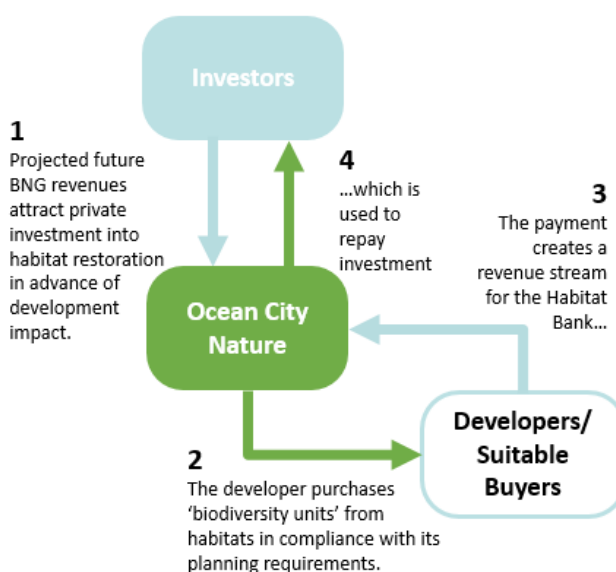 Investors
1
Projected future
BNG revenues
attract private
investment into
habitat restoration
in advance of
development
impact.
4
...which is
used to
repay
investment
3
The payment
creates a
revenue stream
for the Habitat
Bank...
Ocean City
Nature
Developers/
Suitable
Buyers
2
The developer purchases
‘biodiversity units’ from
habitats in compliance with its
planning requirements.